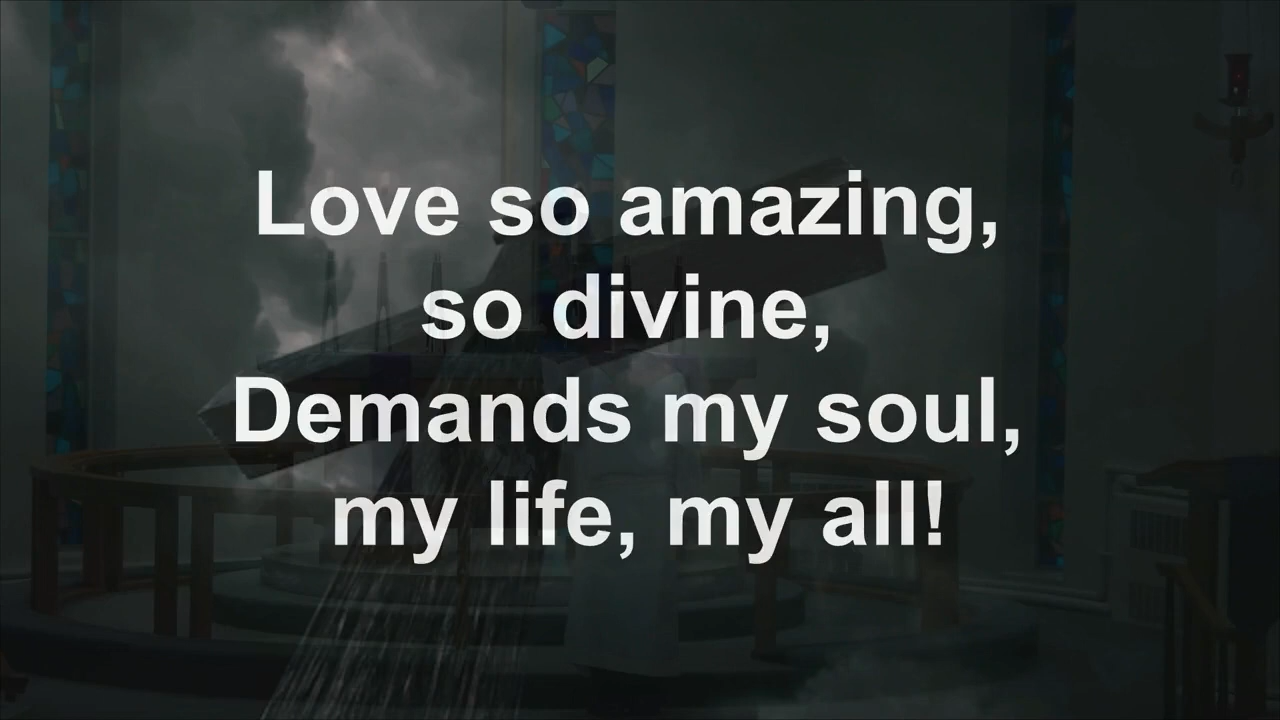 Love so amazing,
so divine,
Demands my soul,
my life, my all!